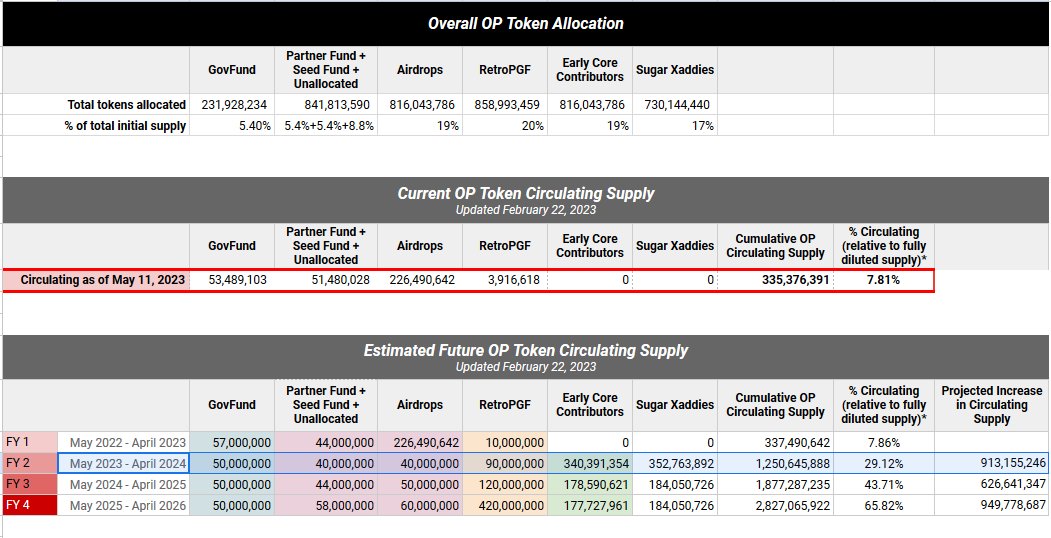 Overall OP Token Allocation
GovFund Partner Fund + Seed Fund + Unallocated Airdrops RetroPGF Early Core Contributors Sugar Xaddies
Total tokens allocated 231,928,234 841,813,590 816,043,786 858,993,459 816,043,786 730,144,440
% of total initial supply 5.40% 5.4%+5.4%+8.8% 19% 20% 19% 17%
Current OP Token Circulating Supply
Updated February 22, 2023
GovFund Partner Fund + Seed Fund + Unallocated Airdrops RetroPGF Early Core Contributors Sugar Xaddies Cumulative OP Circulating Supply % Circulating (relative to fully diluted supply)*
Circulating as of May 11, 2023 53,489,103 51,480,028 226,490,642 3,916,618 0 0 335,376,391 7.81%
Estimated Future OP Token Circulating Supply
Updated February 22, 2023
GovFund Partner Fund + Seed Fund + Unallocated Airdrops RetroPGF Early Core Contributors Sugar Xaddies Cumulative OP Circulating Supply % Circulating (relative to fully diluted supply)* Projected Increase in Circulating Supply
FY 1 May 2022 - April 2023 57,000,000 44,000,000 226,490,642 10,000,000 0 0 337,490,642 7.86%
FY 2 May 2023 - April 2024 50,000,000 40,000,000 40,000,000 90,000,000 340,391,354 352,763,892 1,250,645,888 29.12% 913,155,246
FY 3 May 2024 - April 2025 50,000,000 44,000,000 50,000,000 120,000,000 178,590,621 184,050,726 1,877,287,235 43.71% 626,641,347
FY 4 May 2025 - April 2026 50,000,000 58,000,000 60,000,000 420,000,000 177,727,961 184,050,726 2,827,065,922 65.82% 949,778,687